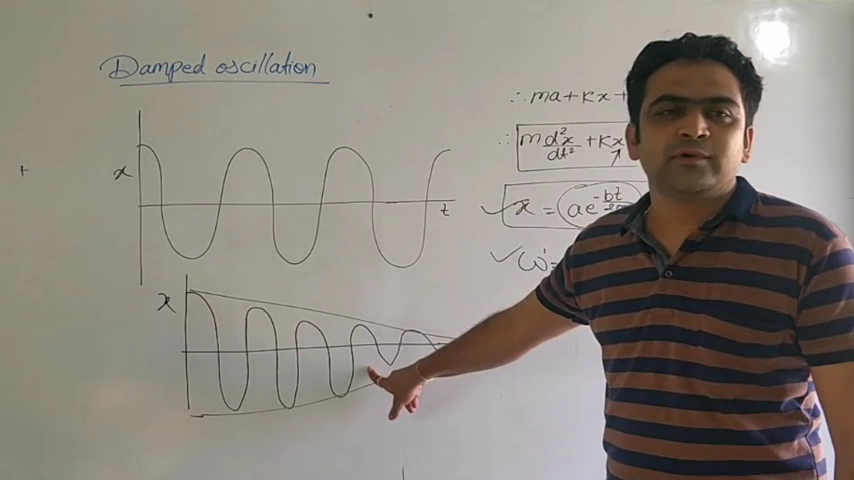 Damped oscillation
∴ ma + Kx +
∴ m d²x/dt² + Kx
x
t
✓ x = ae^-bt/2m
✓ ω' =
x